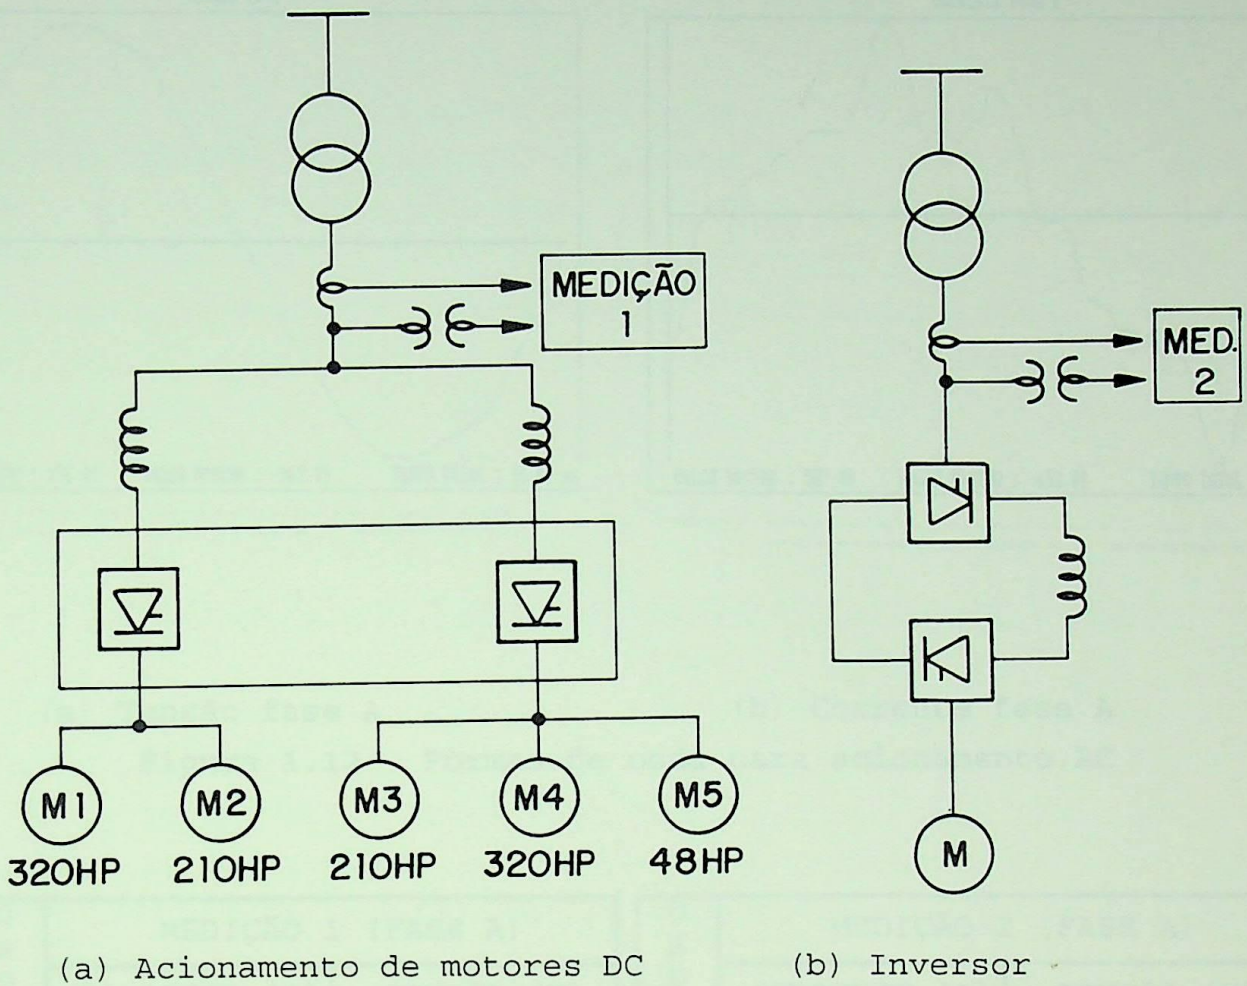 MEDIÇÃO
1
MED.
2
M1
M2
M3
M4
M5
M
320HP
210HP
210HP
320HP
48HP
(a) Acionamento de motores DC
(b) Inversor